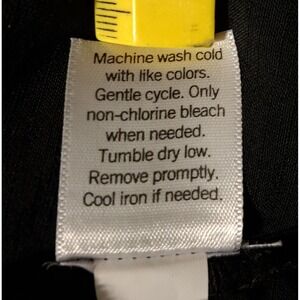 Machine wash cold
with like colors.
Gentle cycle. Only
non-chlorine bleach
when needed.
Tumble dry low.
Remove promptly.
Cool iron if needed.